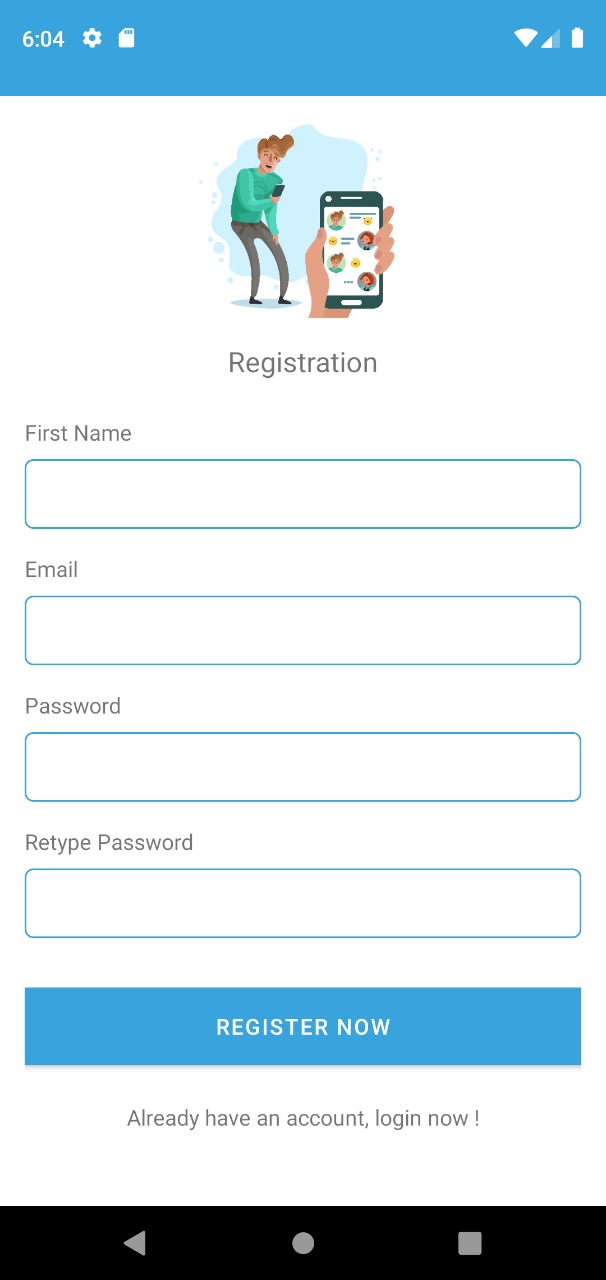 6:04
Registration
First Name
Email
Password
Retype Password
REGISTER NOW
Already have an account, login now !